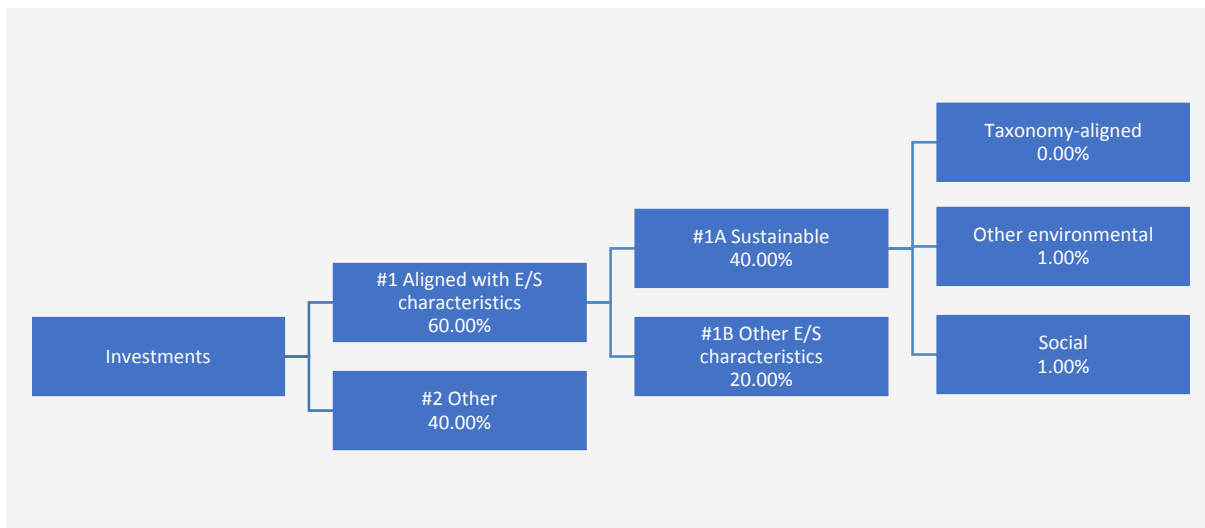 Investments
#1 Aligned with E/S
characteristics
60.00%
#2 Other
40.00%
#1A Sustainable
40.00%
#1B Other E/S
characteristics
20.00%
Taxonomy-aligned
0.00%
Other environmental
1.00%
Social
1.00%